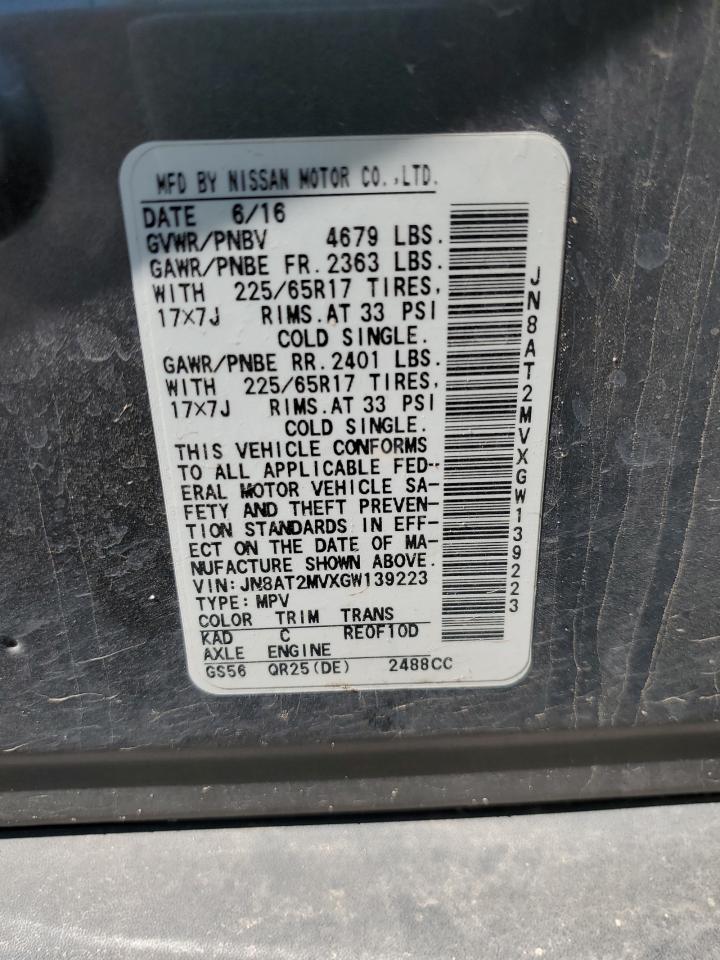 MFD BY NISSAN MOTOR CO.,LTD.
DATE 6/16
GVWR/PNBV 4679 LBS.
GAWR/PNBE FR. 2363 LBS.
WITH 225/65R17 TIRES,
17×7J RIMS. AT 33 PSI
COLD SINGLE.
GAWR/PNBE RR. 2401 LBS.
WITH 225/65R17 TIRES,
17×7J RIMS. AT 33 PSI
COLD SINGLE.
THIS VEHICLE CONFORMS
TO ALL APPLICABLE FED-
ERAL MOTOR VEHICLE SA-
FETY AND THEFT PREVEN-
TION STANDARDS IN EFF-
ECT ON THE DATE OF MA-
NUFACTURE SHOWN ABOVE.
VIN: JN8AT2MVXGW139223
TYPE: MPV
COLOR TRIM TRANS
KAD C RE0F10D
AXLE ENGINE
GS56 QR25(DE) 2488CC
JN8AT2MVXGW139223